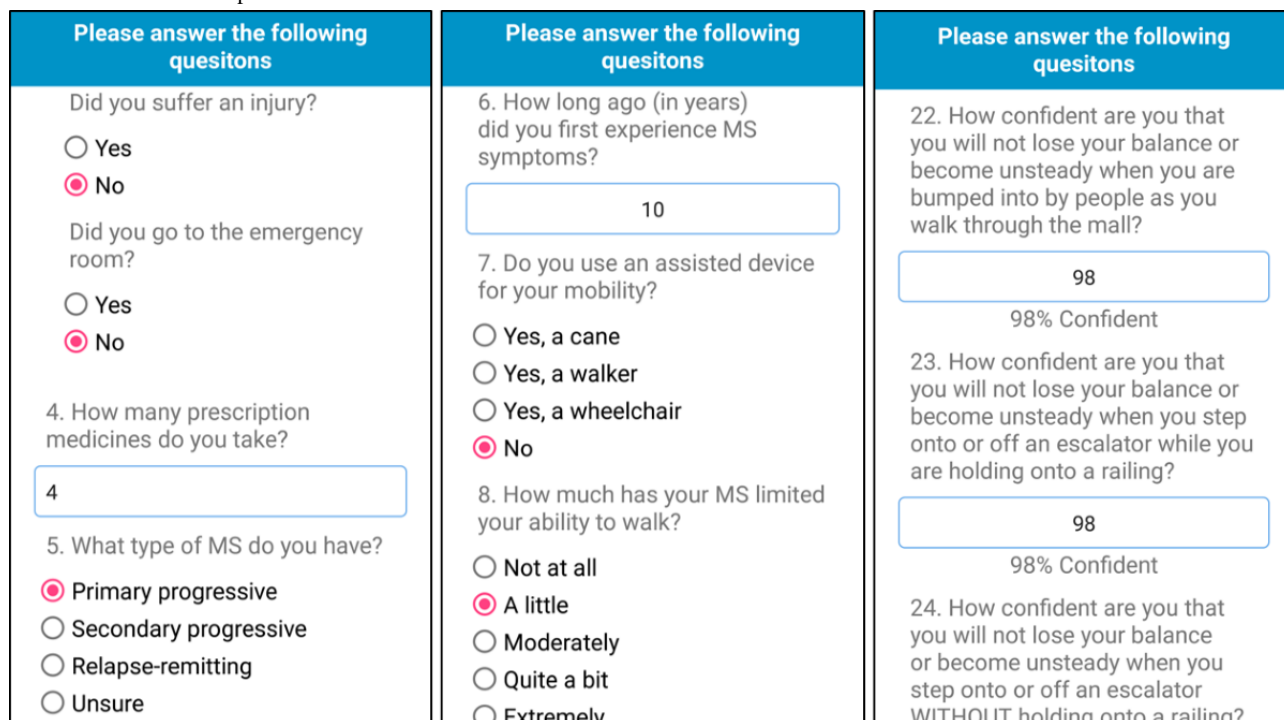 Please answer the following
quesitons
Did you suffer an injury?
Yes
No
Did you go to the emergency
room?
Yes
No
4. How many prescription
medicines do you take?
4
5. What type of MS do you have?
Primary progressive
Secondary progressive
Relapse-remitting
Unsure
Please answer the following
quesitons
6. How long ago (in years)
did you first experience MS
symptoms?
10
7. Do you use an assisted device
for your mobility?
Yes, a cane
Yes, a walker
Yes, a wheelchair
No
8. How much has your MS limited
your ability to walk?
Not at all
A little
Moderately
Quite a bit
Extremely
Please answer the following
quesitons
22. How confident are you that
you will not lose your balance or
become unsteady when you are
bumped into by people as you
walk through the mall?
98
98% Confident
23. How confident are you that
you will not lose your balance or
become unsteady when you step
onto or off an escalator while you
are holding onto a railing?
98
98% Confident
24. How confident are you that
you will not lose your balance
or become unsteady when you
step onto or off an escalator
WITHOUT holding onto a railing?